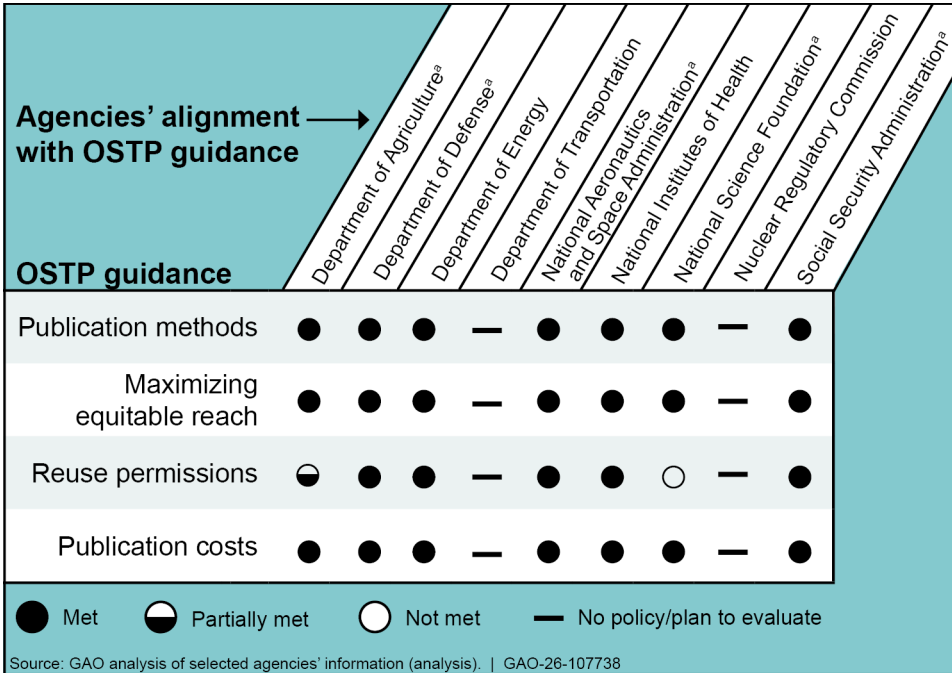 Agencies’ alignment
with OSTP guidance
OSTP guidance
Department of Agricultureª
Department of Defenseª
Department of Energy
Department of Transportation
National Aeronautics
and Space Administrationª
National Institutes of Health
National Science Foundationª
Nuclear Regulatory Commission
Social Security Administrationª
Publication methods
Maximizing
equitable reach
Reuse permissions
Publication costs
Met
Partially met
Not met
No policy/plan to evaluate
Source: GAO analysis of selected agencies’ information (analysis). | GAO-26-107738